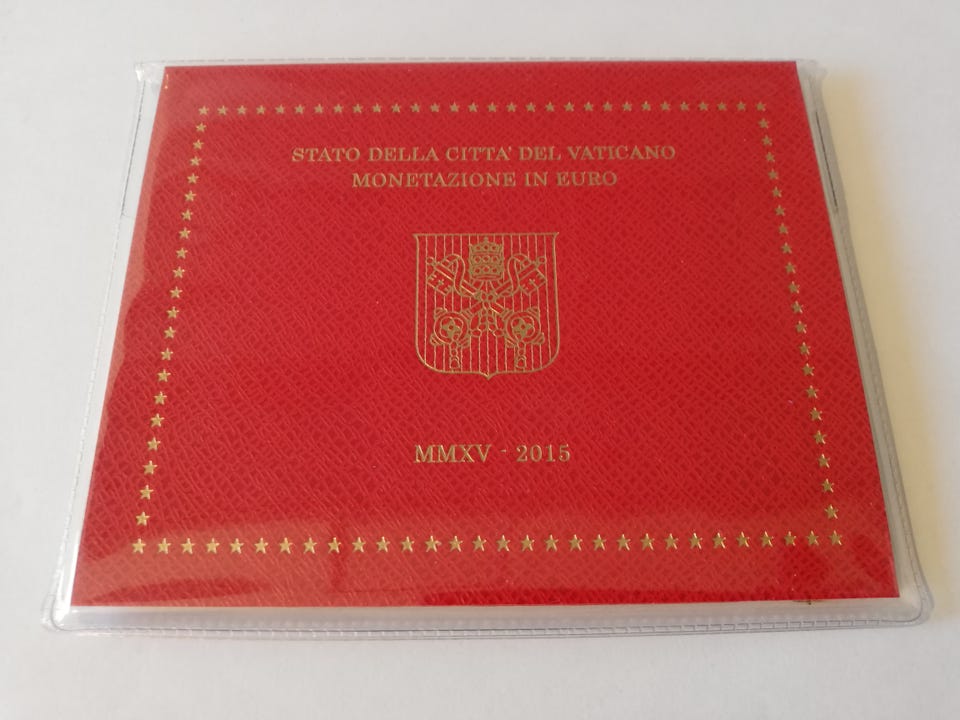 STATO DELLA CITTA' DEL VATICANO
MONETAZIONE IN EURO
MMXV - 2015